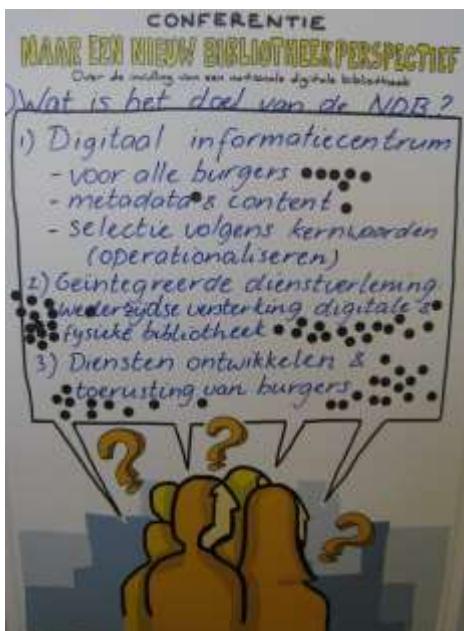 CONFERENTIE
NAAR EEN NIEUW BIBLIOTHEEKPERSPECTIEF
Over de invulling van een nationale digitale bibliotheek
Wat is het doel van de NDB?
1) Digitaal informatiecentrum
- voor alle burgers
- metadata & content
- selectie volgens kernwaarden
(operationaliseren)
2) Geïntegreerde dienstverlening
wederzijdse versterking digitale &
fysieke bibliotheek
3) Diensten ontwikkelen &
toerusting van burgers
? ? ?